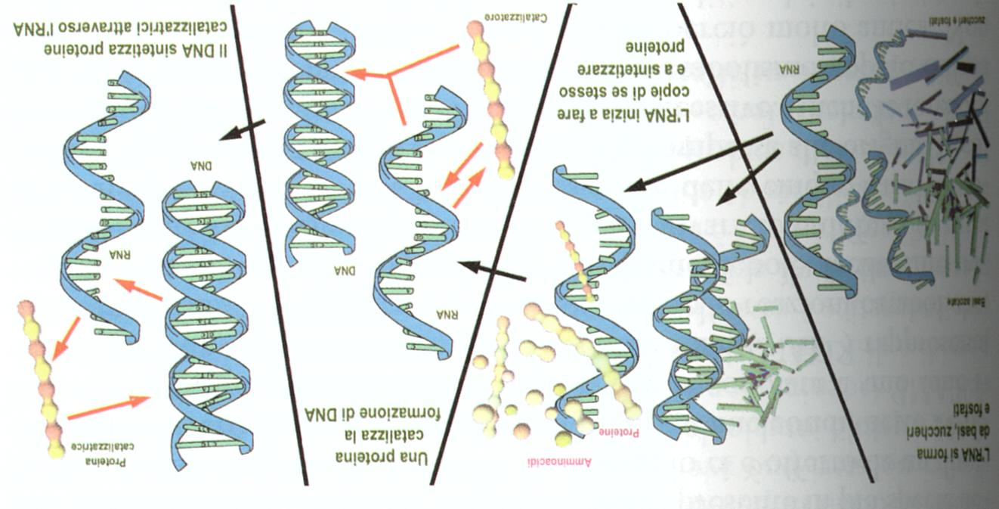 L'RNA si forma
da basi, zuccheri
e fosfati
Basi azotate
RNA
zuccheri e fosfati
Amminoacidi
Proteine
L'RNA inizia a fare
copie di se stesso
e a sintetizzare
proteine
Una proteina
catalizza la
formazione di DNA
RNA
DNA
Catalizzatore
Proteina
catalizzatrice
RNA
DNA
Il DNA sintetizza proteine
catalizzatrici attraverso l'RNA